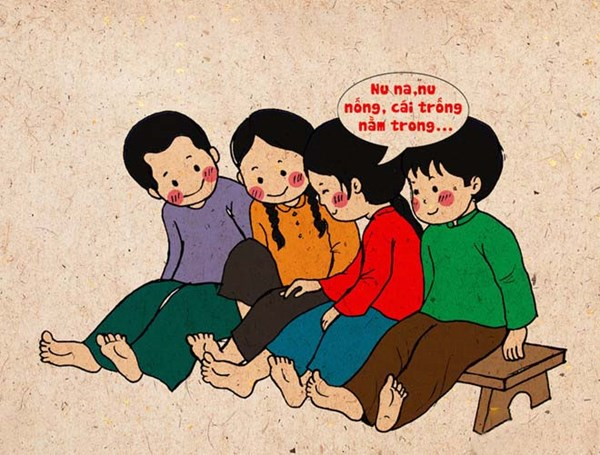 Nu na,nu
nống, cái trống
nằm trong...